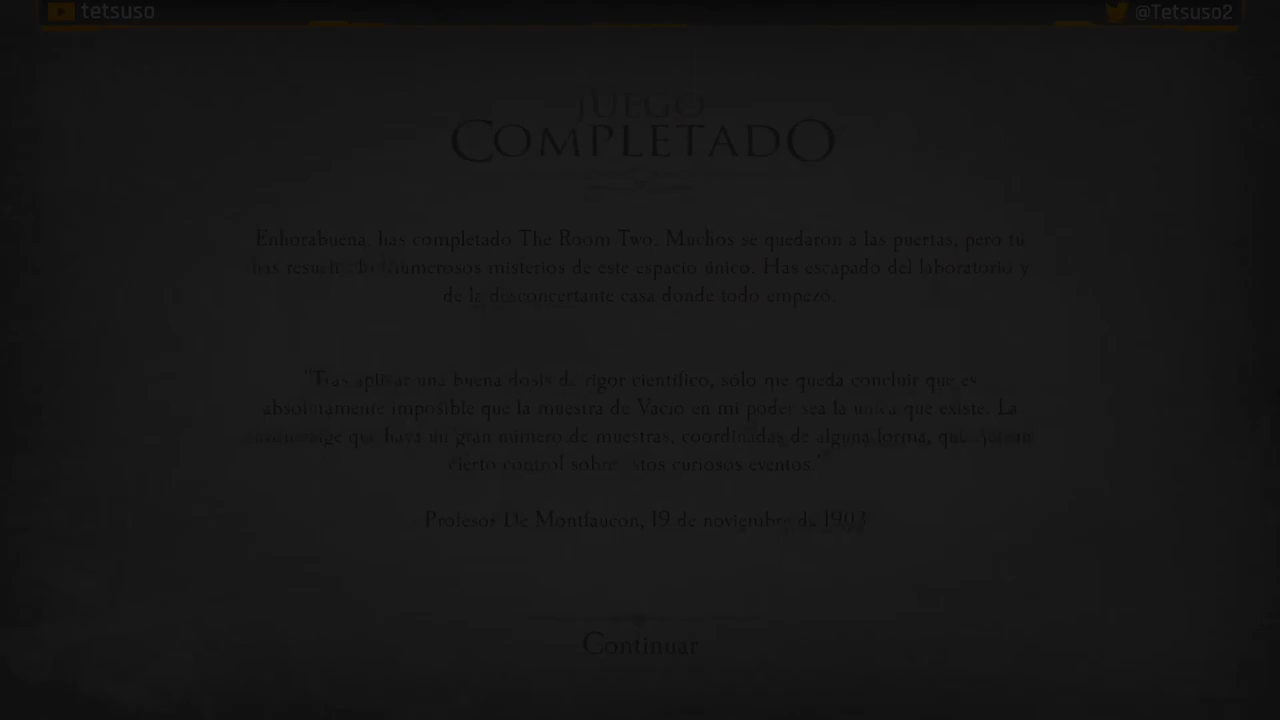 tetsuso
@Tetsuso2
JUEGO
COMPLETADO
Enhorabuena, has completado The Room Two. Muchos se quedaron a las puertas, pero tú
has numerosos misterios de este espacio único. Has escapado del laboratorio y
de la desconcertante casa donde todo empezó.
"Tras aplicar una buena dosis de rigor científico, solo me queda concluir que es
absolutamente imposible que la muestra de Vacío en mi poder sea la única que existe. La
que haya un gran número de muestras, coordinadas de alguna forma, que
cierto control sobre estos curiosos eventos."
Profesor De Montfaucon, 19 de noviembre de 1903
Continuar